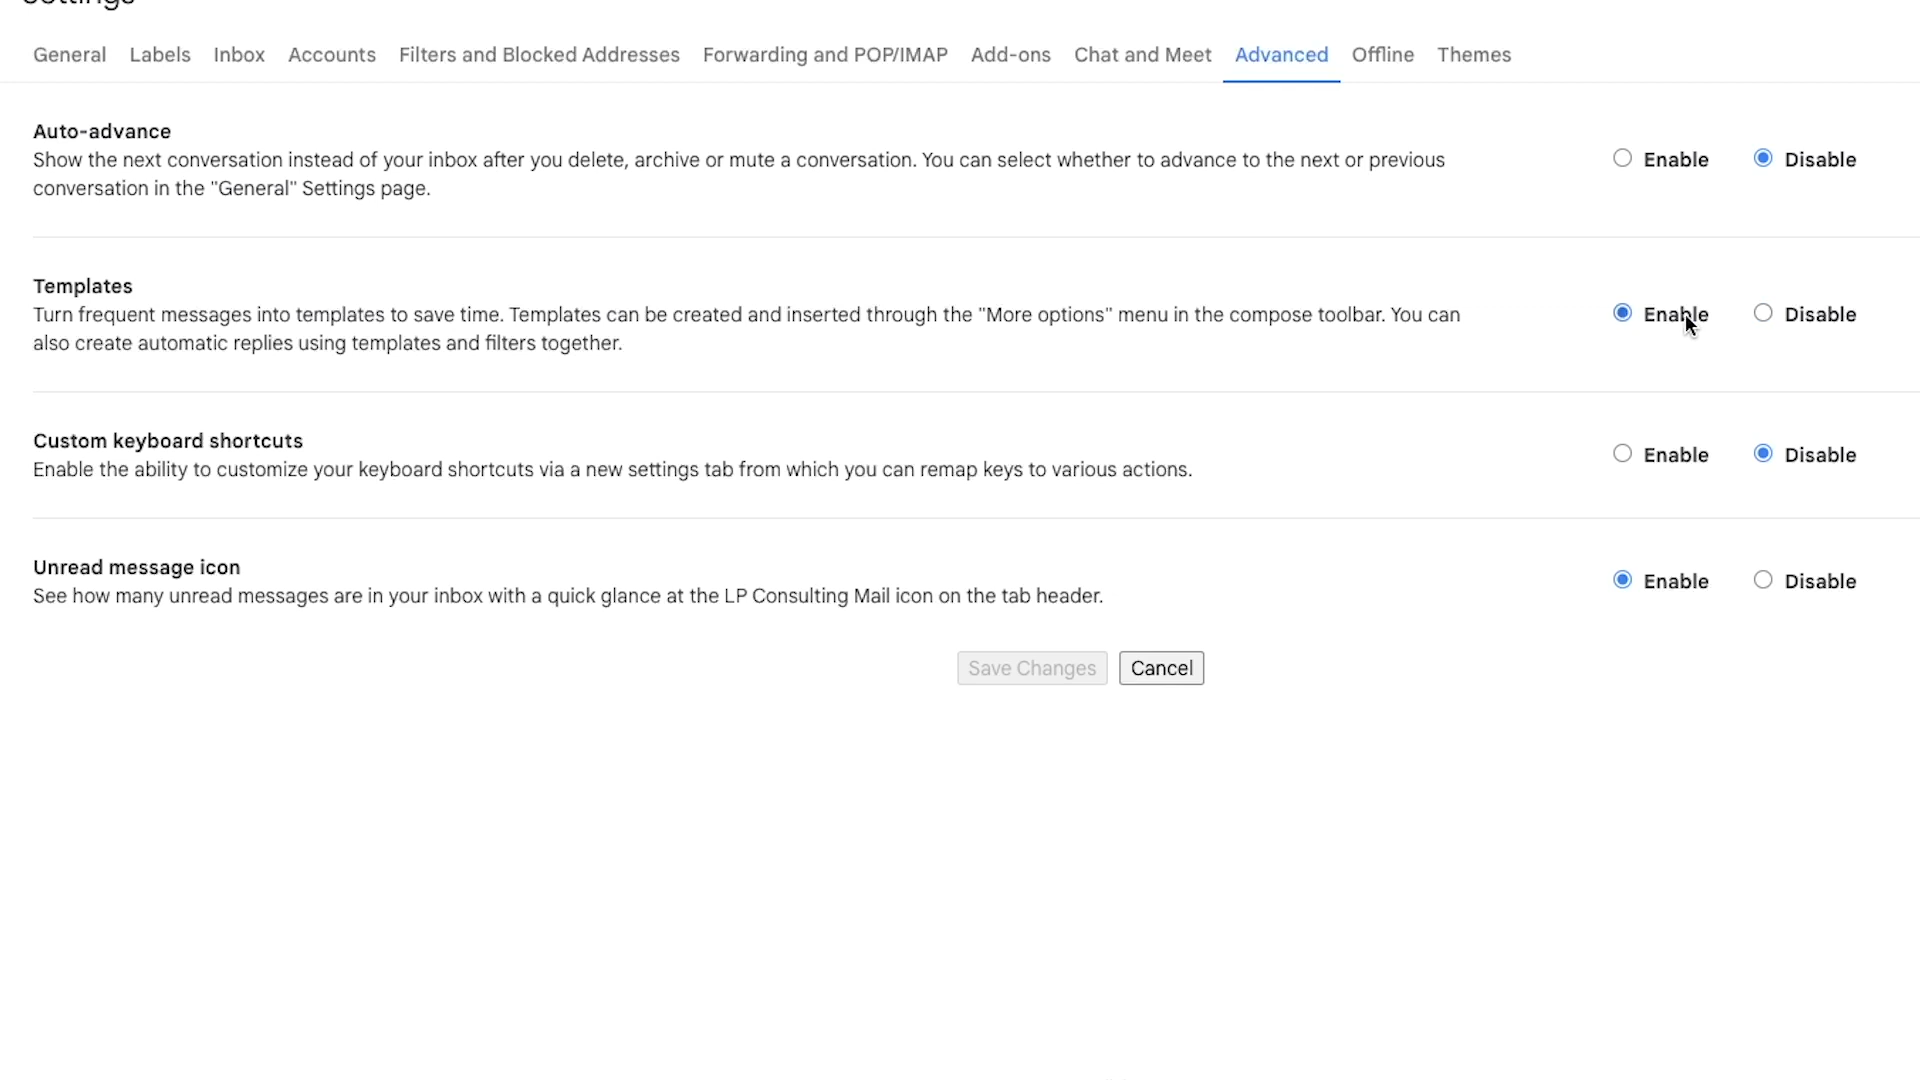 Settings
General Labels Inbox Accounts Filters and Blocked Addresses Forwarding and POP/IMAP Add-ons Chat and Meet Advanced Offline Themes
Auto-advance
Show the next conversation instead of your inbox after you delete, archive or mute a conversation. You can select whether to advance to the next or previous
conversation in the "General" Settings page.
Enable Disable
Templates
Turn frequent messages into templates to save time. Templates can be created and inserted through the "More options" menu in the compose toolbar. You can
also create automatic replies using templates and filters together.
Enable Disable
Custom keyboard shortcuts
Enable the ability to customize your keyboard shortcuts via a new settings tab from which you can remap keys to various actions.
Enable Disable
Unread message icon
See how many unread messages are in your inbox with a quick glance at the LP Consulting Mail icon on the tab header.
Enable Disable
Save Changes Cancel